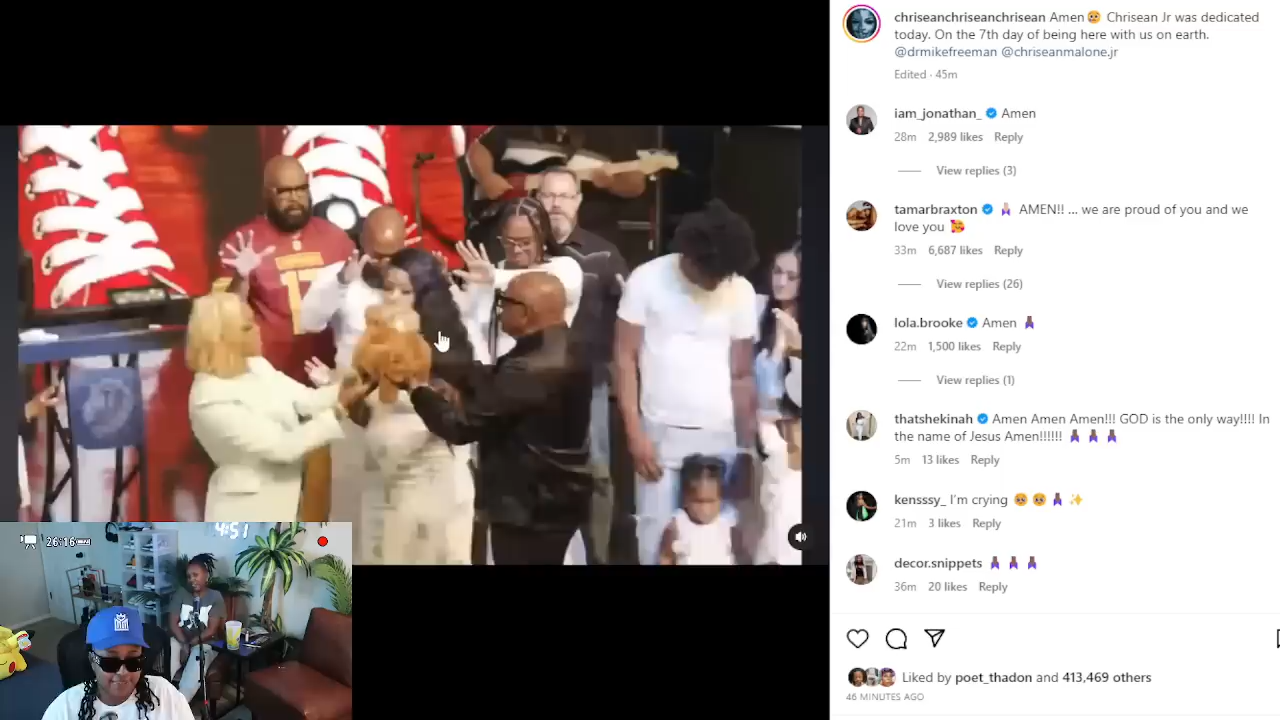 chriseanchriseanchrisean Amen🥹 Chrisean Jr was dedicated
today. On the 7th day of being here with us on earth.
@drmikefreeman @chriseanmalone.jr
Edited · 45m
iam_jonathan_ Amen
28m 2,989 likes Reply
View replies (3)
tamarbraxton 🙏🏻 AMEN!! ... we are proud of you and we
love you 🥰
33m 6,687 likes Reply
View replies (26)
lola.brooke Amen 🙏🏾
22m 1,500 likes Reply
View replies (1)
thatshekinah Amen Amen Amen!!! GOD is the only way!!!! In
the name of Jesus Amen!!!!!! 🙏🏾 🙏🏾 🙏🏾
5m 13 likes Reply
kensssy_ I'm crying 🥹 🥹 🙏🏾 ✨
21m 3 likes Reply
decor.snippets 🙏🏾 🙏🏾 🙏🏾
36m 20 likes Reply
Liked by poet_thadon and 413,469 others
46 MINUTES AGO
17
4:51
26:16